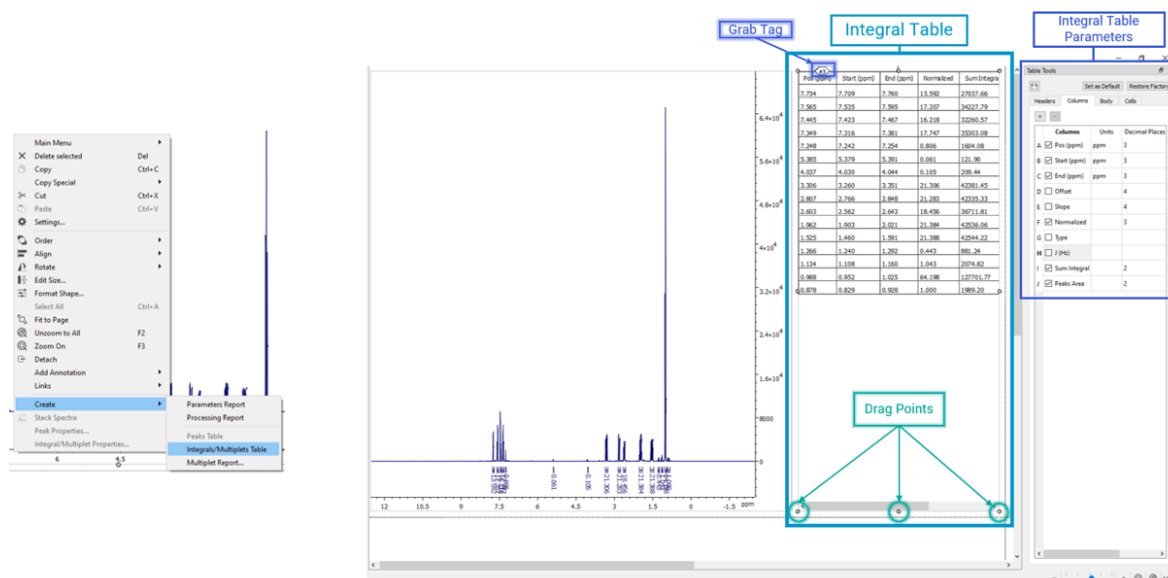 Grab Tag
Integral Table
Integral Table
Parameters
Main Menu
Delete selected Del
Copy Ctrl+C
Copy Special
Cut Ctrl+X
Paste Ctrl+V
Settings...
Order
Align
Rotate
Edit Size...
Format Shape...
Select All Ctrl+A
Fit to Page
Unzoom to All F2
Zoom On F3
Detach
Add Annotation
Links
Create
Stack Spectra
Peak Properties...
Integral/Multiplet Properties...
Parameters Report
Processing Report
Peaks Table
Integrals/Multiplets Table
Multiplet Report...
6 4.5
6.4×10⁴
5.6×10⁴
4.8×10⁴
4×10⁴
3.2×10⁴
2.4×10⁴
1.6×10⁴
8000
0
21.306
0.061
0.105
21.384
21.388
12 10.5 9 7.5 6 4.5 3 1.5 0 -1.5 ppm
Pos (ppm) Start (ppm) End (ppm) Normalized Sum Integra
7.734 7.709 7.760 13.592 27037.66
7.565 7.535 7.595 17.207 34227.79
7.445 7.423 7.467 16.218 32260.57
7.349 7.316 7.381 17.747 35303.08
7.248 7.242 7.254 0.806 1604.08
5.385 5.379 5.391 0.061 121.90
4.037 4.030 4.044 0.105 209.44
3.306 3.260 3.351 21.306 42381.45
2.807 2.766 2.848 21.283 42335.33
2.603 2.562 2.643 18.456 36711.81
1.962 1.903 2.021 21.384 42536.06
1.525 1.460 1.591 21.388 42544.22
1.266 1.240 1.292 0.443 881.24
1.134 1.108 1.160 1.043 2074.82
0.988 0.952 1.025 64.198 127701.77
0.878 0.829 0.928 1.000 1989.20
Drag Points
Table Tools
Set as Default Restore Factory
Headers Columns Body Cells
Columns Units Decimal Places
A Pos (ppm) ppm 3
B Start (ppm) ppm 3
C End (ppm) ppm 3
D Offset 4
E Slope 4
F Normalized 3
G Type
H J (Hz)
I Sum Integral 2
J Peaks Area 2